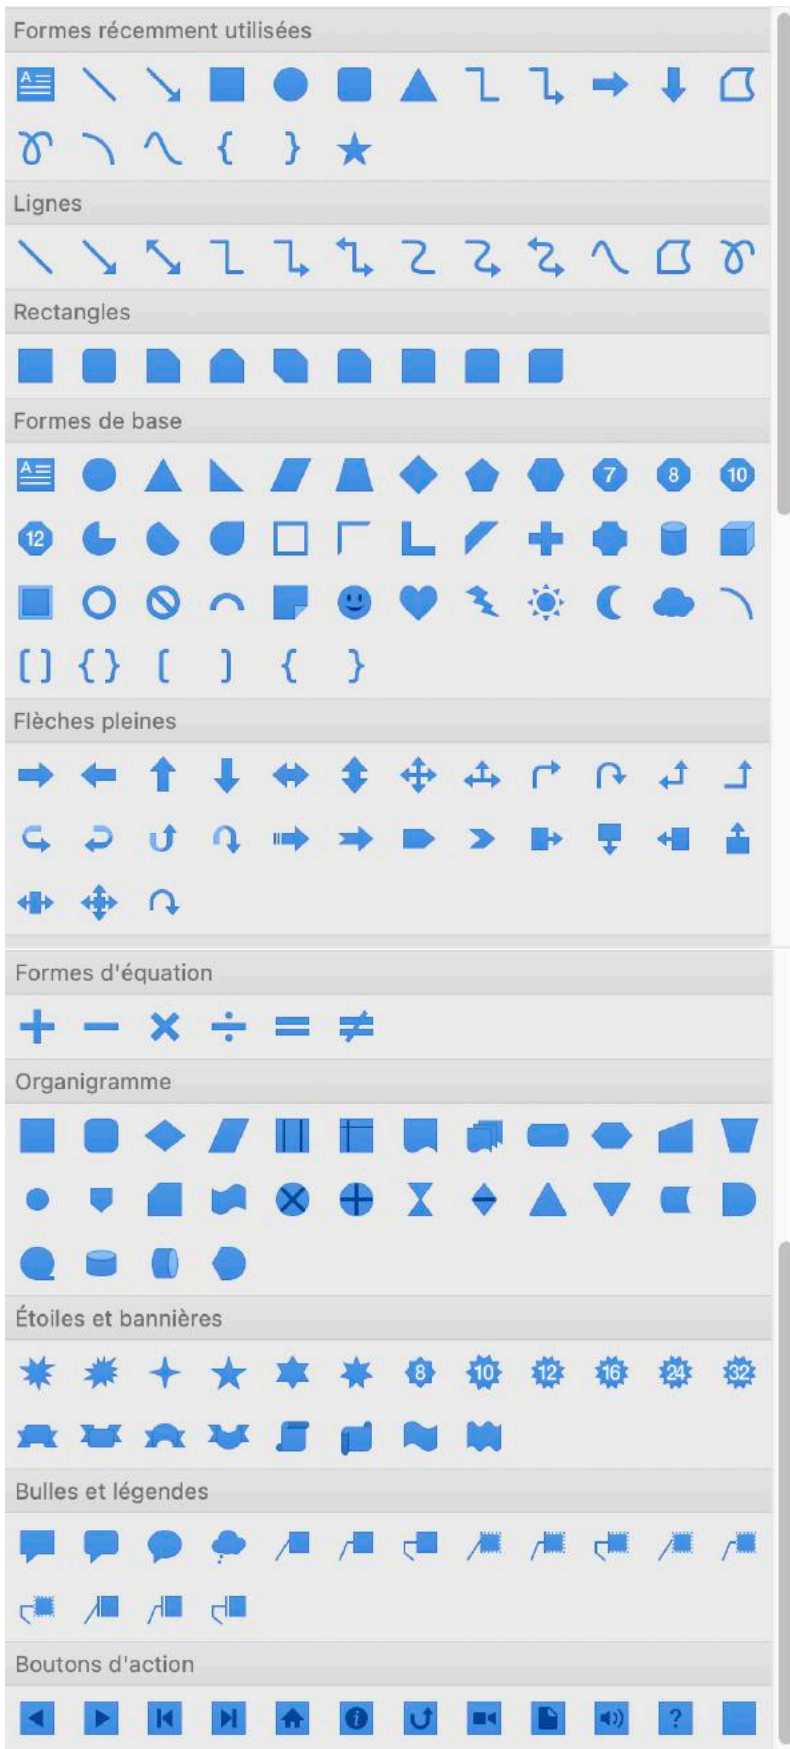 Formes récemment utilisées
A
Lignes
Rectangles
Formes de base
A 7 8 10
12
Flèches pleines
Formes d'équation
Organigramme
Étoiles et bannières
8 10 12 16 24 32
Bulles et légendes
Boutons d'action
i ?